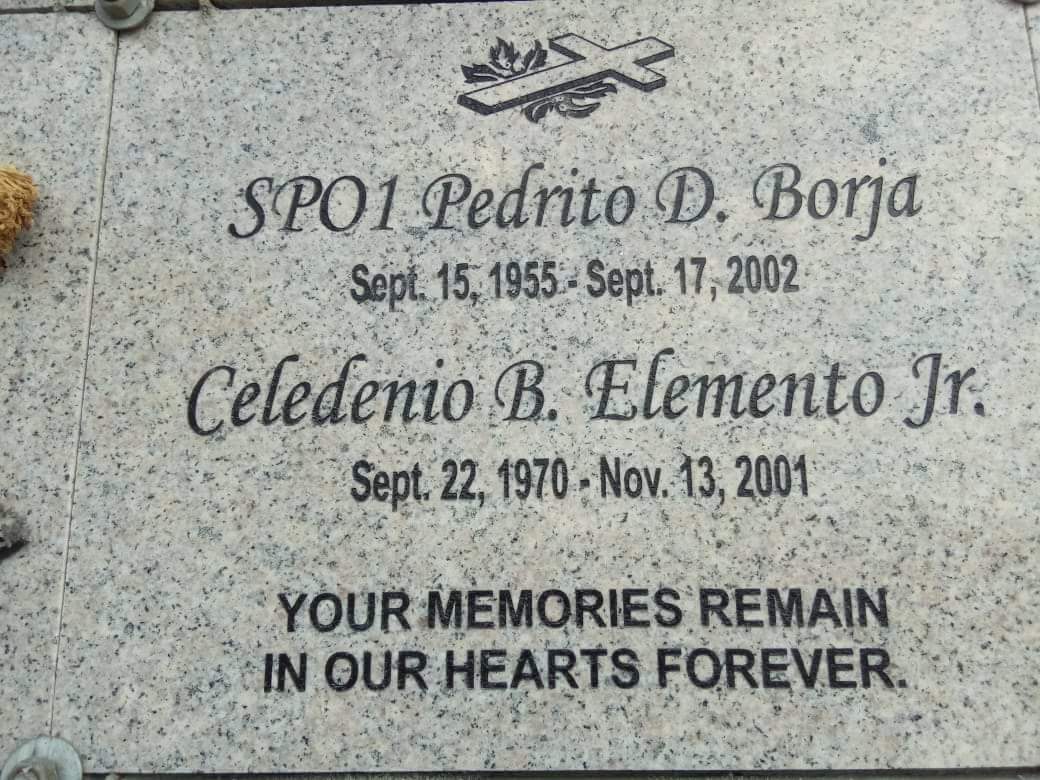 SPO1 Pedrito D. Borja
Sept. 15, 1955 - Sept. 17, 2002
Celedenio B. Elemento Jr.
Sept. 22, 1970 - Nov. 13, 2001
YOUR MEMORIES REMAIN
IN OUR HEARTS FOREVER.